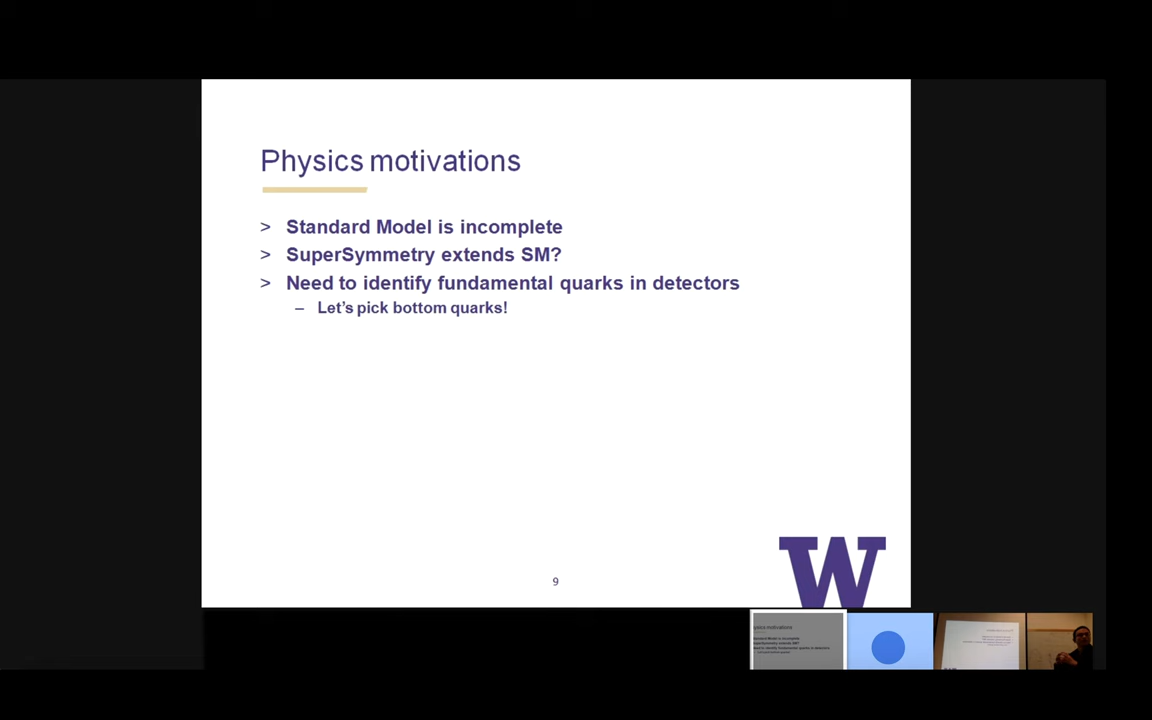 Physics motivations
> Standard Model is incomplete
> SuperSymmetry extends SM?
> Need to identify fundamental quarks in detectors
– Let's pick bottom quarks!
9
W